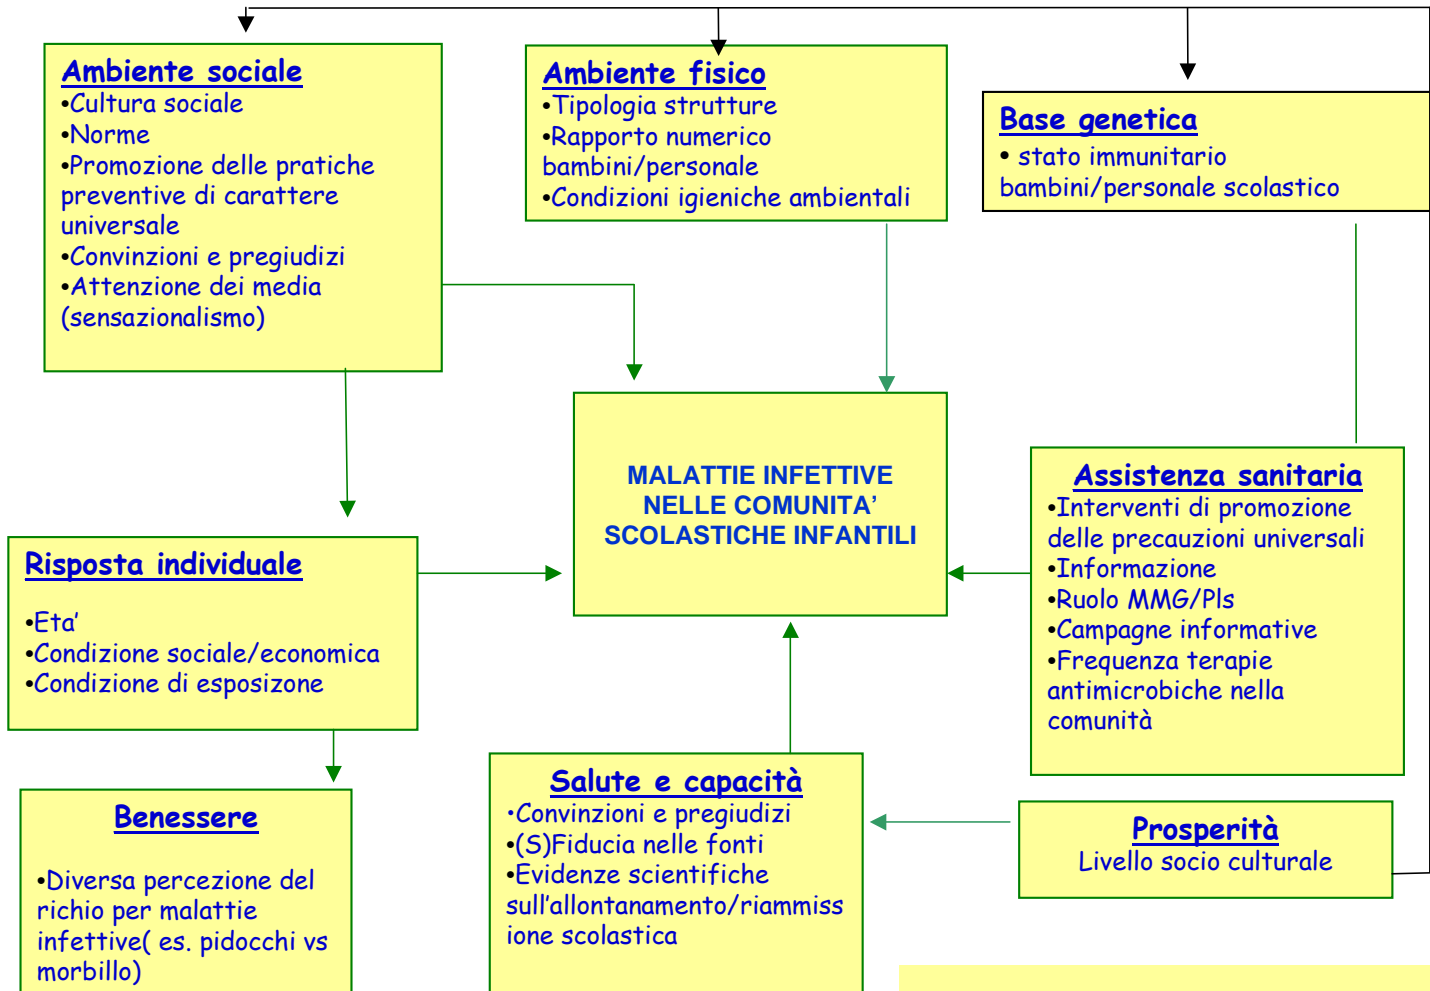 Ambiente sociale
•Cultura sociale
•Norme
•Promozione delle pratiche
preventive di carattere
universale
•Convinzioni e pregiudizi
•Attenzione dei media
(sensazionalismo)
Ambiente fisico
•Tipologia strutture
•Rapporto numerico
bambini/personale
•Condizioni igieniche ambientali
Base genetica
• stato immunitario
bambini/personale scolastico
MALATTIE INFETTIVE
NELLE COMUNITA’
SCOLASTICHE INFANTILI
Assistenza sanitaria
•Interventi di promozione
delle precauzioni universali
•Informazione
•Ruolo MMG/Pls
•Campagne informative
•Frequenza terapie
antimicrobiche nella
comunità
Risposta individuale
•Eta’
•Condizione sociale/economica
•Condizione di esposizone
Benessere
•Diversa percezione del
richio per malattie
infettive( es. pidocchi vs
morbillo)
Salute e capacità
•Convinzioni e pregiudizi
•(S)Fiducia nelle fonti
•Evidenze scientifiche
sull’allontanamento/riammiss
ione scolastica
Prosperità
Livello socio culturale